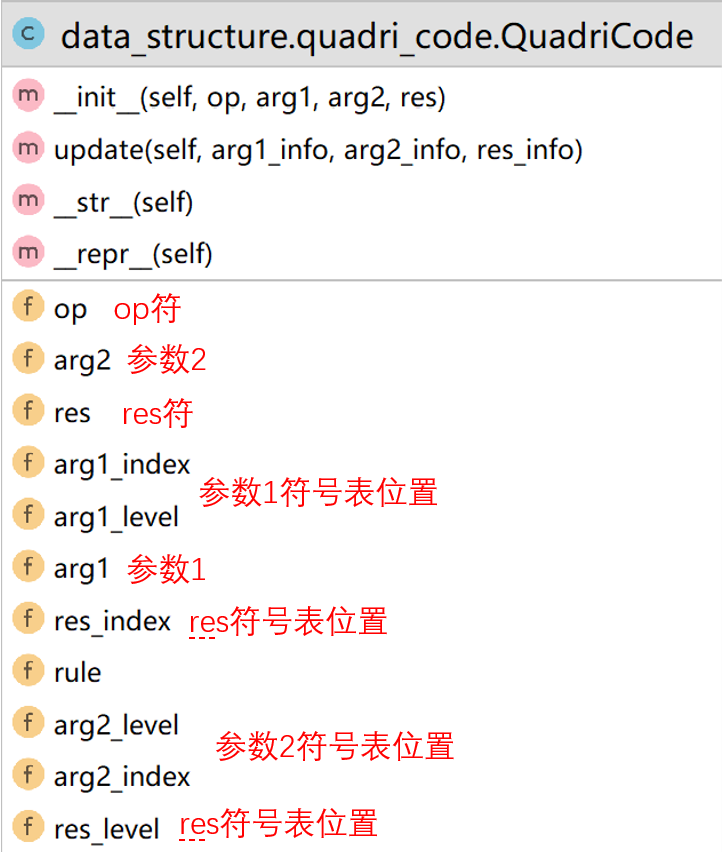 C data_structure.quadri_code.QuadriCode
m __init__(self, op, arg1, arg2, res)
m update(self, arg1_info, arg2_info, res_info)
m __str__(self)
m __repr__(self)
f op op符
f arg2 参数2
f res res符
f arg1_index
参数1符号表位置
f arg1_level
f arg1 参数1
f res_index res符号表位置
f rule
f arg2_level
参数2符号表位置
f arg2_index
f res_level res符号表位置